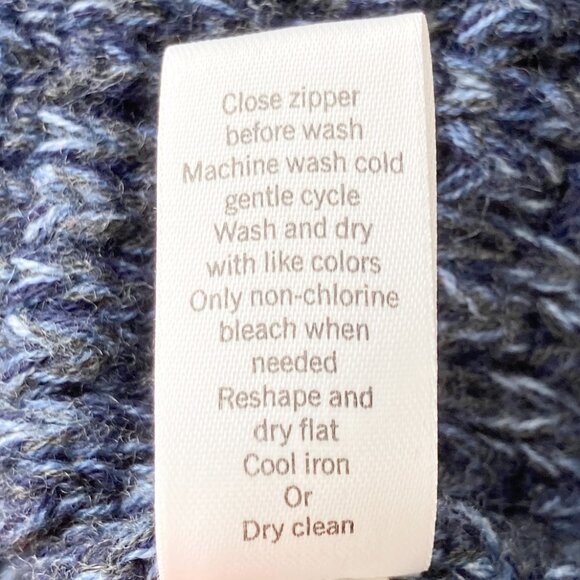 Close zipper
before wash
Machine wash cold
gentle cycle
Wash and dry
with like colors
Only non-chlorine
bleach when
needed
Reshape and
dry flat
Cool iron
Or
Dry clean